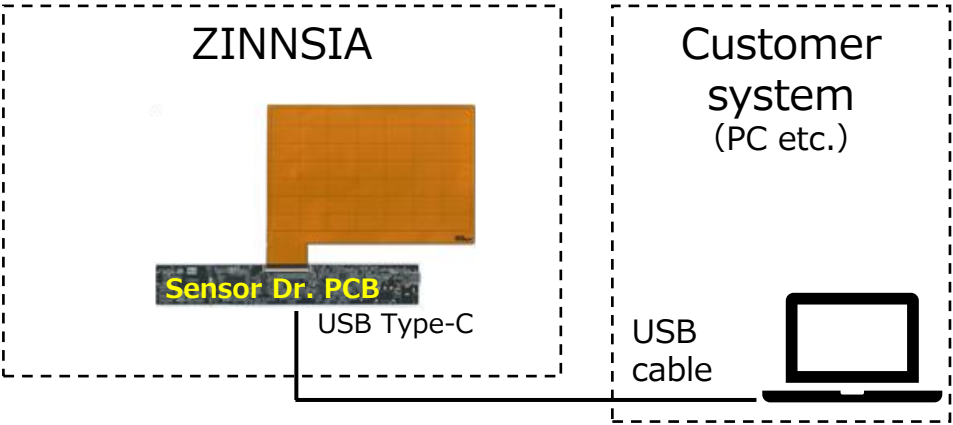 ZINNSIA
Sensor Dr. PCB
USB Type-C
Customer
system
（PC etc.）
USB
cable